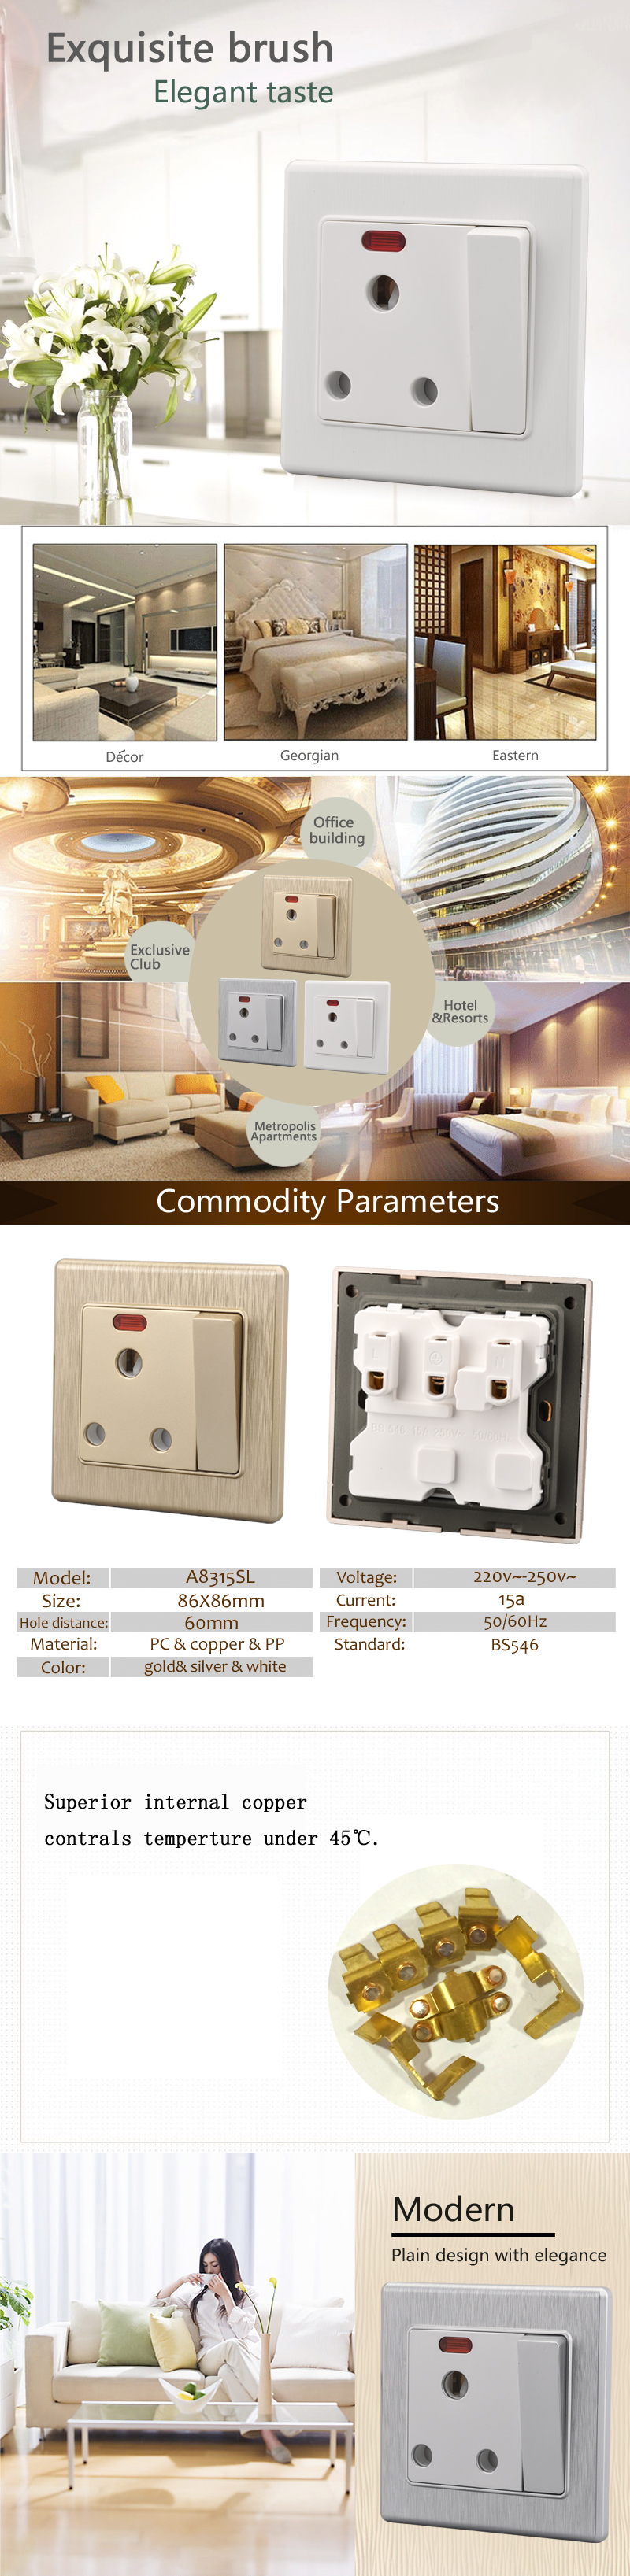 Exquisite brush
Elegant taste
Décor
Georgian
Eastern
Office
building
Exclusive
Club
Hotel
&Resorts
Metropolis
Apartments
Commodity Parameters
Model: A8315SL
Size: 86X86mm
Hole distance: 60mm
Material: PC & copper & PP
Color: gold& silver & white
Voltage: 220v~-250v~
Current: 15a
Frequency: 50/60Hz
Standard: BS546
Superior internal copper
contrals temperture under 45℃.
Modern
Plain design with elegance